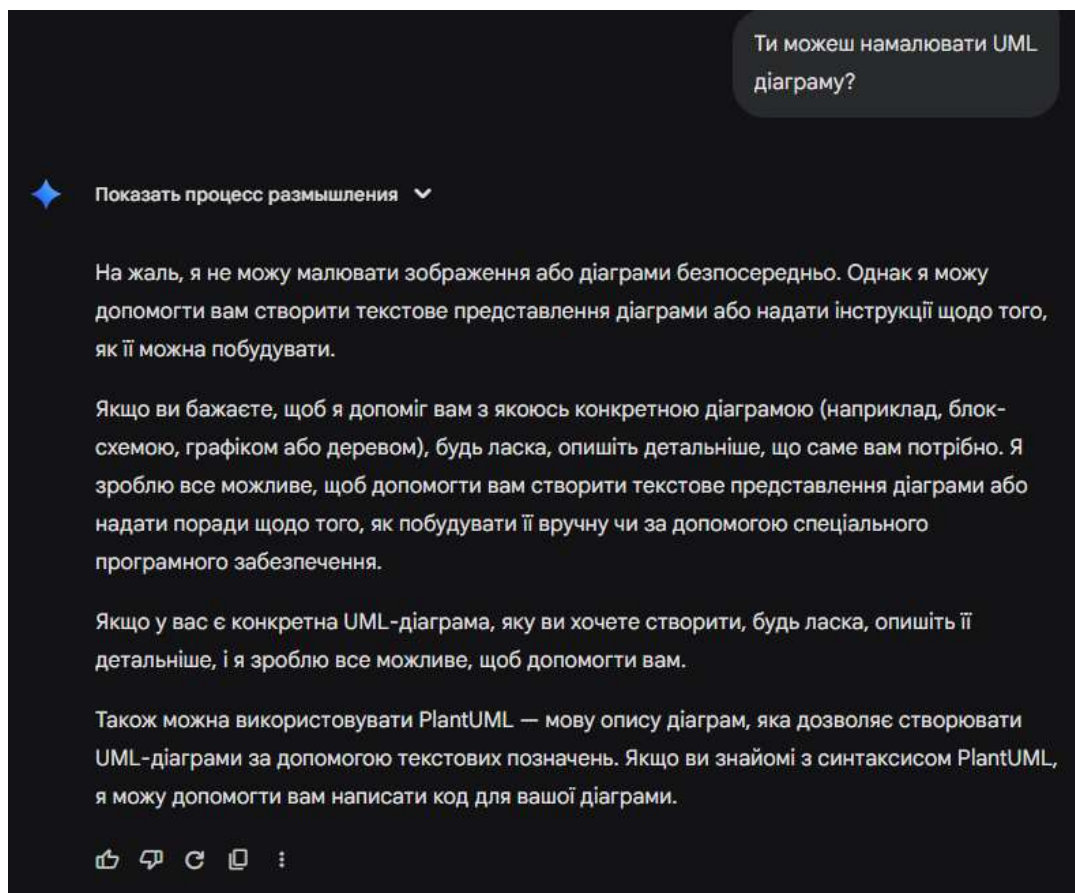 Ти можеш намалювати UML
діаграму?
Показать процесс размышления
На жаль, я не можу малювати зображення або діаграми безпосередньо. Однак я можу
допомогти вам створити текстове представлення діаграми або надати інструкції щодо того,
як її можна побудувати.
Якщо ви бажаєте, щоб я допоміг вам з якоюсь конкретною діаграмою (наприклад, блок-
схемою, графіком або деревом), будь ласка, опишіть детальніше, що саме вам потрібно. Я
зроблю все можливе, щоб допомогти вам створити текстове представлення діаграми або
надати поради щодо того, як побудувати її вручну чи за допомогою спеціального
програмного забезпечення.
Якщо у вас є конкретна UML-діаграма, яку ви хочете створити, будь ласка, опишіть її
детальніше, і я зроблю все можливе, щоб допомогти вам.
Також можна використовувати PlantUML — мову опису діаграм, яка дозволяє створювати
UML-діаграми за допомогою текстових позначень. Якщо ви знайомі з синтаксисом PlantUML,
я можу допомогти вам написати код для вашої діаграми.